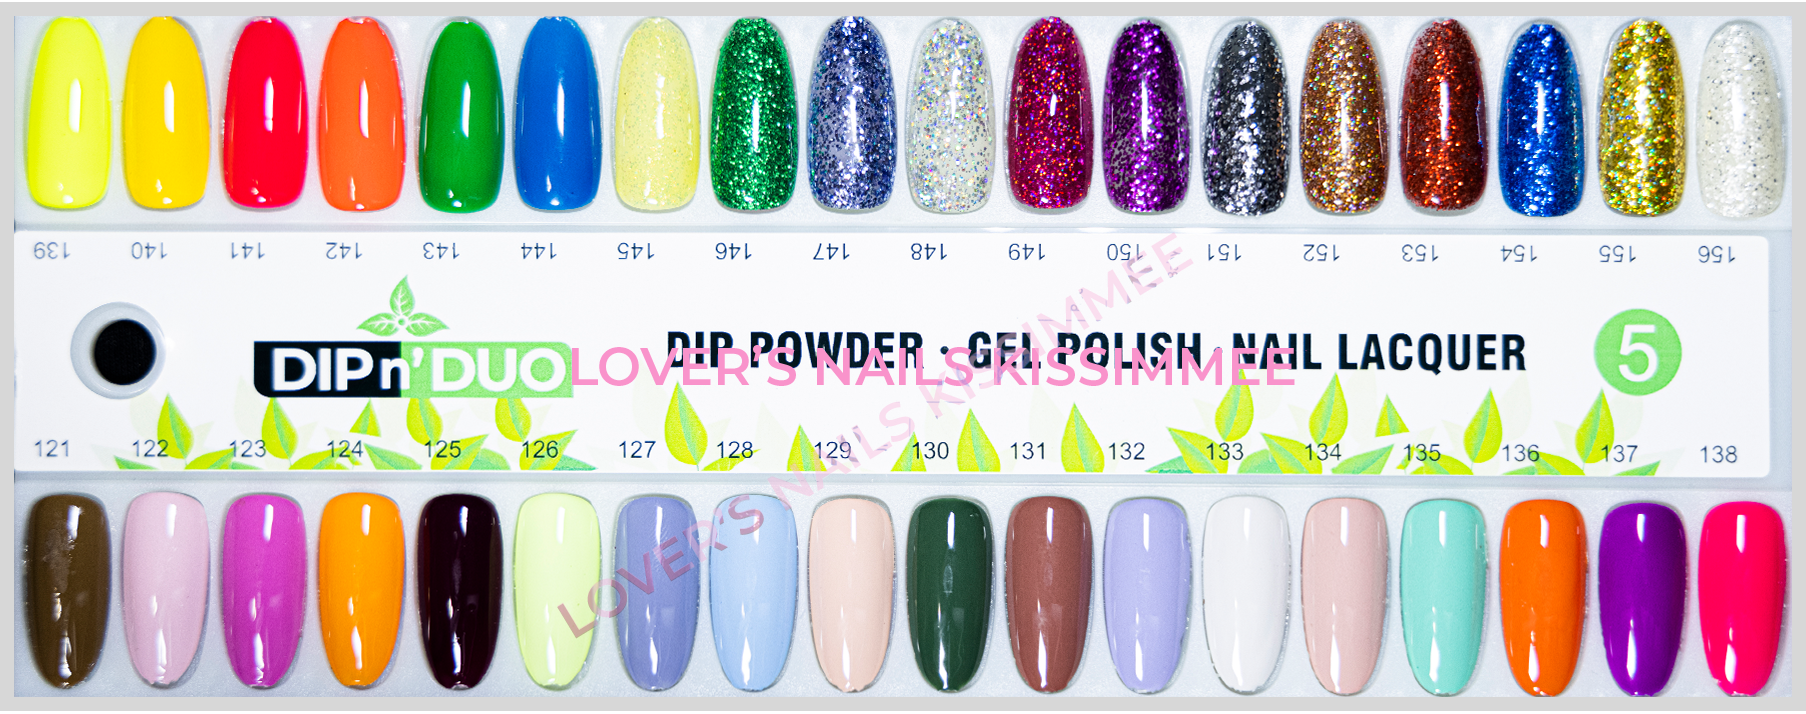 139 140 141 142 143 144 145 146 147 148 149 150 151 152 153 154 155 156
DIPn'DUO
DIP POWDER · GEL POLISH · NAIL LACQUER
5
LOVER'S NAILS KISSIMMEE
LOVER'S NAILS KISSIMMEE
121 122 123 124 125 126 127 128 129 130 131 132 133 134 135 136 137 138